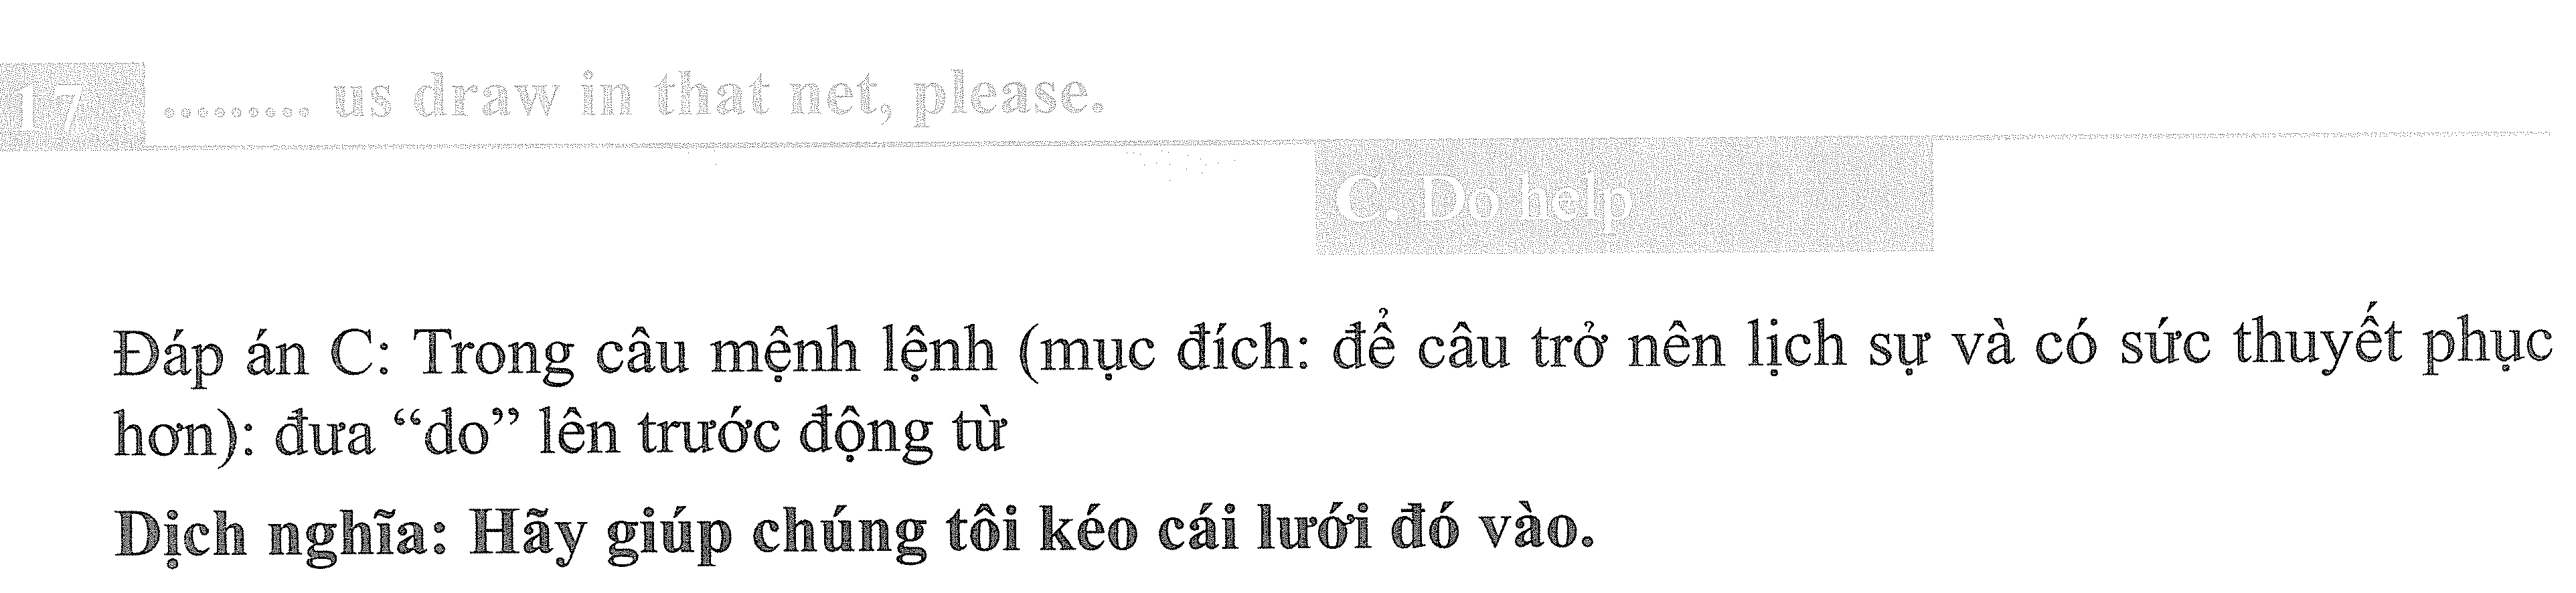 17 ......... us draw in that net, please.
C. Do help
Đáp án C: Trong câu mệnh lệnh (mục đích: để câu trở nên lịch sự và có sức thuyết phục
hơn): đưa “do” lên trước động từ
Dịch nghĩa: Hãy giúp chúng tôi kéo cái lưới đó vào.